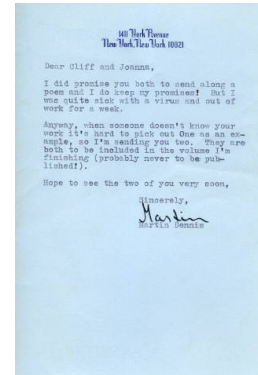 1411 York Avenue
New York, New York 10021
Dear Cliff and Joanna,
I did promise you both to send along a
poem and I do keep my promises! But I
was quite sick with a virus and out of
work for a week.
Anyway, when someone doesn't know your
work it's hard to pick out One as an ex-
ample, so I'm sending you two. They are
both to be included in the volume I'm
finishing (probably never to be pub-
lished!).
Hope to see the two of you very soon,
Sincerely,
Martin
Martin Dennis